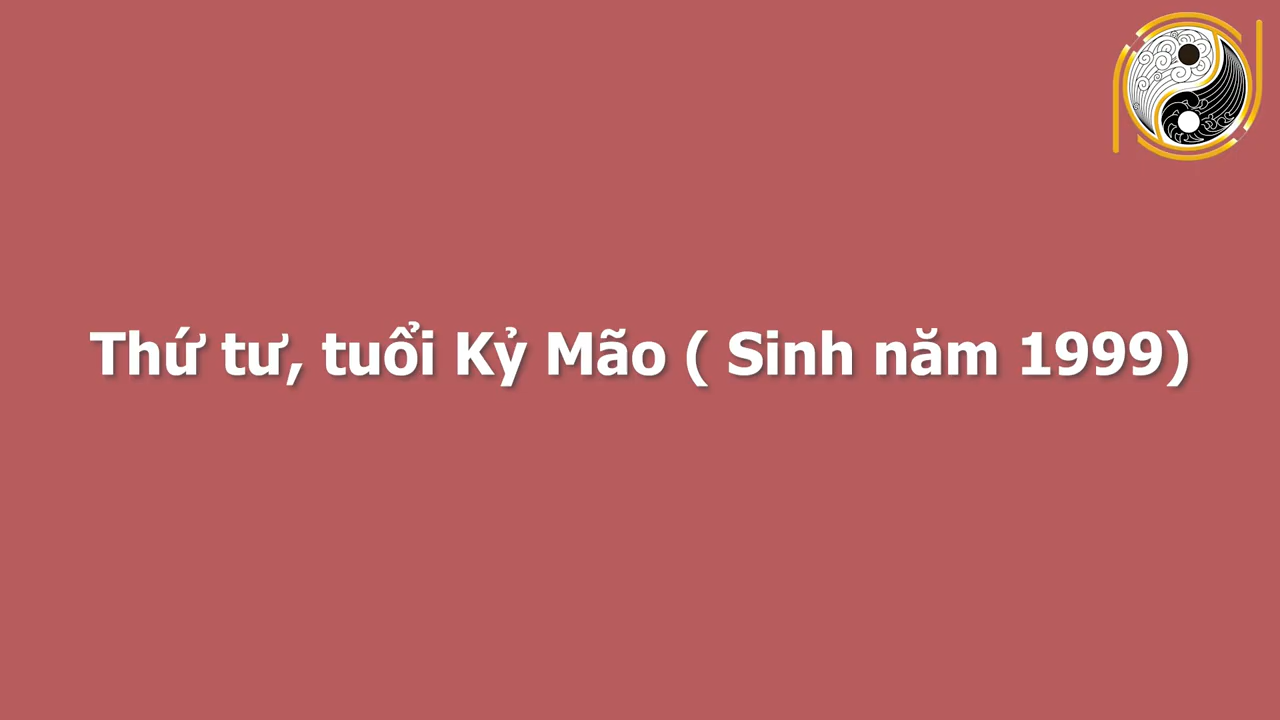 Thứ tư, tuổi Kỷ Mão ( Sinh năm 1999)